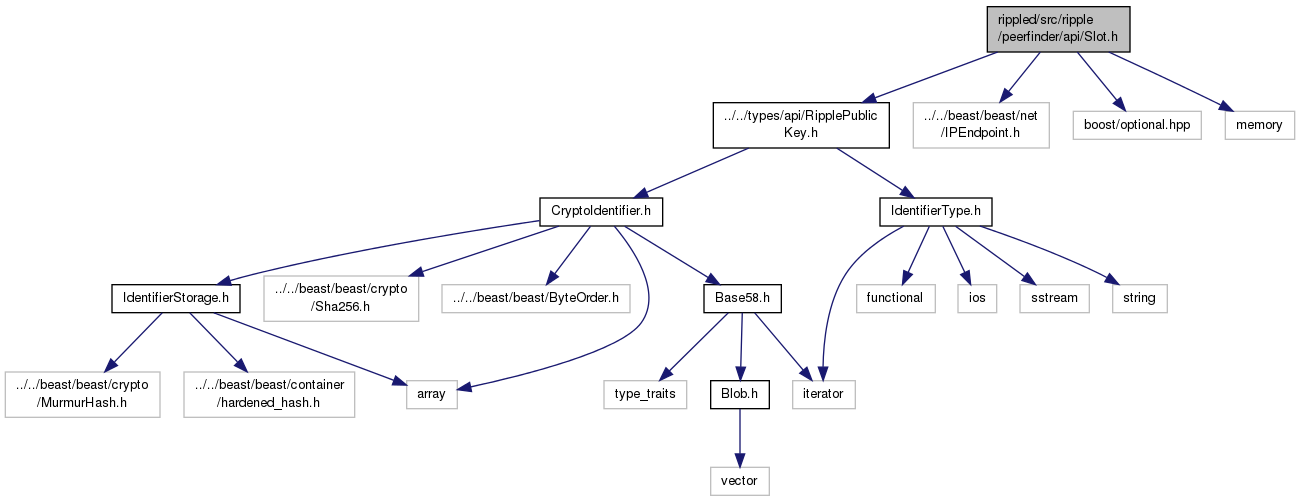 rippled/src/ripple
/peerfinder/api/Slot.h
../../types/api/RipplePublic
Key.h
../../beast/beast/net
/IPEndpoint.h
boost/optional.hpp
memory
CryptoIdentifier.h
IdentifierType.h
IdentifierStorage.h
../../beast/beast/crypto
/Sha256.h
../../beast/beast/ByteOrder.h
Base58.h
functional
ios
sstream
string
../../beast/beast/crypto
/MurmurHash.h
../../beast/beast/container
/hardened_hash.h
array
type_traits
Blob.h
iterator
vector